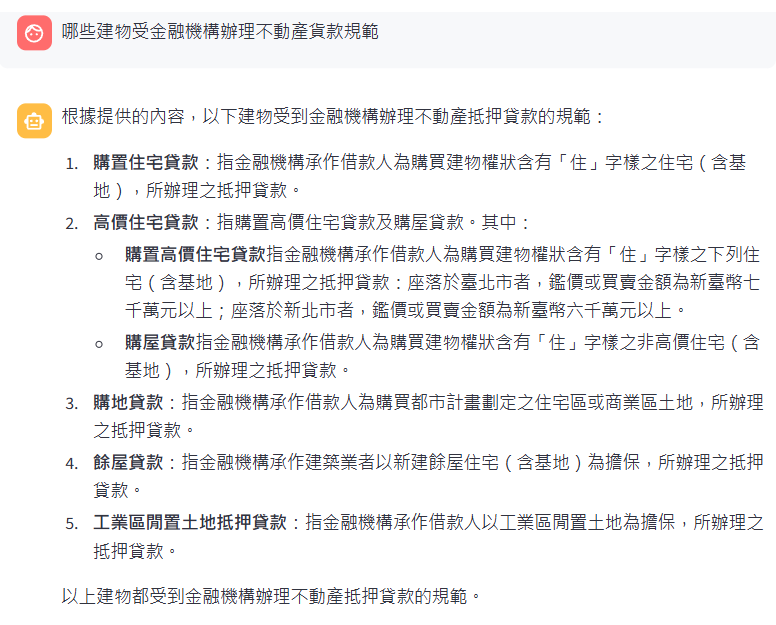 哪些建物受金融機構辦理不動產貨款規範
根據提供的內容，以下建物受到金融機構辦理不動產抵押貸款的規範：
1. 購置住宅貸款：指金融機構承作借款人為購買建物權狀含有「住」字樣之住宅（含基
地），所辦理之抵押貸款。
2. 高價住宅貸款：指購置高價住宅貸款及購屋貸款。其中：
○ 購置高價住宅貸款指金融機構承作借款人為購買建物權狀含有「住」字樣之下列住
宅（含基地），所辦理之抵押貸款：座落於臺北市者，鑑價或買賣金額為新臺幣七
千萬元以上；座落於新北市者，鑑價或買賣金額為新臺幣六千萬元以上。
○ 購屋貸款指金融機構承作借款人為購買建物權狀含有「住」字樣之非高價住宅（含
基地），所辦理之抵押貸款。
3. 購地貸款：指金融機構承作借款人為購買都市計畫劃定之住宅區或商業區土地，所辦理
之抵押貸款。
4. 餘屋貸款：指金融機構承作建築業者以新建餘屋住宅（含基地）為擔保，所辦理之抵押
貸款。
5. 工業區閒置土地抵押貸款：指金融機構承作借款人以工業區閒置土地為擔保，所辦理之
抵押貸款。
以上建物都受到金融機構辦理不動產抵押貸款的規範。